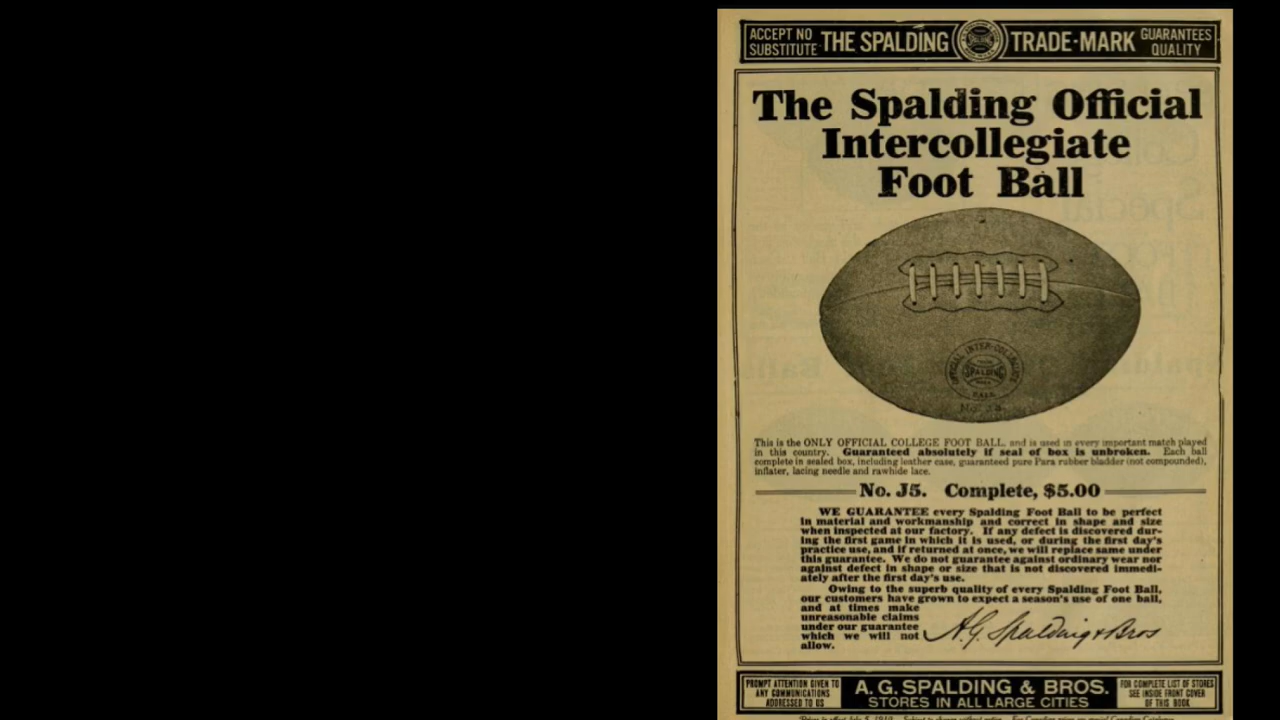 ACCEPT NO SUBSTITUTE THE SPALDING TRADE-MARK GUARANTEES QUALITY
The Spalding Official
Intercollegiate
Foot Ball
OFFICIAL INTER-COLLEGIATE
SPALDING
BALL
This is the ONLY OFFICIAL COLLEGE FOOT BALL, and is used in every important match played
in this country. Guaranteed absolutely if seal of box is unbroken. Each ball
complete in sealed box, including leather case, guaranteed pure Para rubber bladder (not compounded),
inflater, lacing needle and rawhide lace.
No. J5. Complete, $5.00
WE GUARANTEE every Spalding Foot Ball to be perfect
in material and workmanship and correct in shape and size
when inspected at our factory. If any defect is discovered dur-
ing the first game in which it is used, or during the first day's
practice use, and if returned at once, we will replace same under
this guarantee. We do not guarantee against ordinary wear nor
against defect in shape or size that is not discovered immedi-
ately after the first day's use.
Owing to the superb quality of every Spalding Foot Ball,
our customers have grown to expect a season's use of one ball,
and at times make
unreasonable claims
under our guarantee
which we will not
allow.
A.G. Spalding & Bros
PROMPT ATTENTION GIVEN TO
ANY COMMUNICATIONS
ADDRESSED TO US
A. G. SPALDING & BROS.
STORES IN ALL LARGE CITIES
FOR COMPLETE LIST OF STORES
SEE INSIDE FRONT COVER
OF THIS BOOK